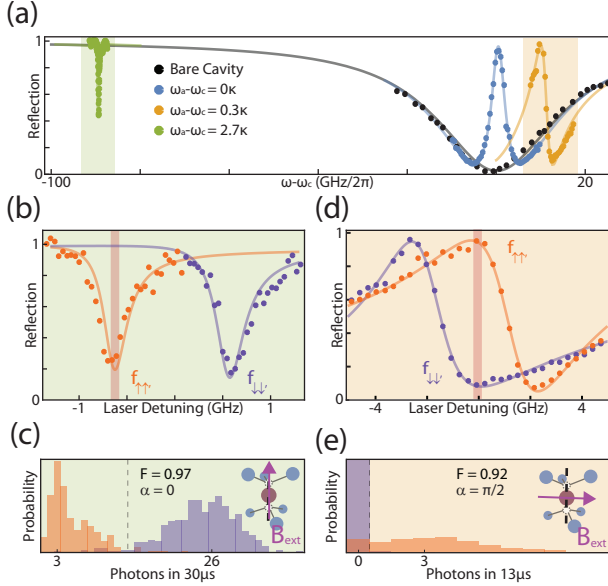 (a)
1
Reflection
0
Bare Cavity
ωa-ωc = 0κ
ωa-ωc = 0.3κ
ωa-ωc = 2.7κ
-100
ω-ωc (GHz/2π)
20
(b)
1
Reflection
0
f↑↑'
f↓↓'
-1
Laser Detuning (GHz)
1
(d)
1
Reflection
0
f↑↑'
f↓↓'
-4
Laser Detuning (GHz)
4
(c)
Probability
F = 0.97
α = 0
Bext
3
26
Photons in 30μs
(e)
Probability
F = 0.92
α = π/2
Bext
0
3
Photons in 13μs